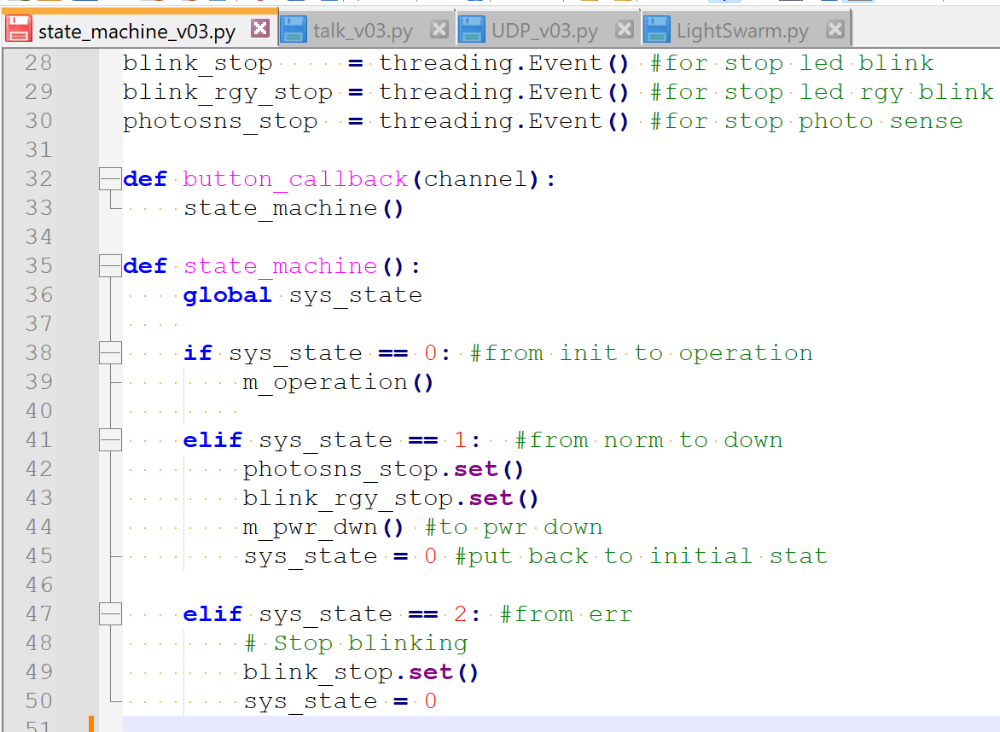 state_machine_v03.py talk_v03.py UDP_v03.py LightSwarm.py
28 blink_stop = threading.Event() #for stop led blink
29 blink_rgy_stop = threading.Event() #for stop led rgy blink
30 photosns_stop = threading.Event() #for stop photo sense
31
32 def button_callback(channel):
33 state_machine()
34
35 def state_machine():
36 global sys_state
37
38 if sys_state == 0: #from init to operation
39 m_operation()
40
41 elif sys_state == 1: #from norm to down
42 photosns_stop.set()
43 blink_rgy_stop.set()
44 m_pwr_dwn() #to pwr down
45 sys_state = 0 #put back to initial stat
46
47 elif sys_state == 2: #from err
48 # Stop blinking
49 blink_stop.set()
50 sys_state = 0
51